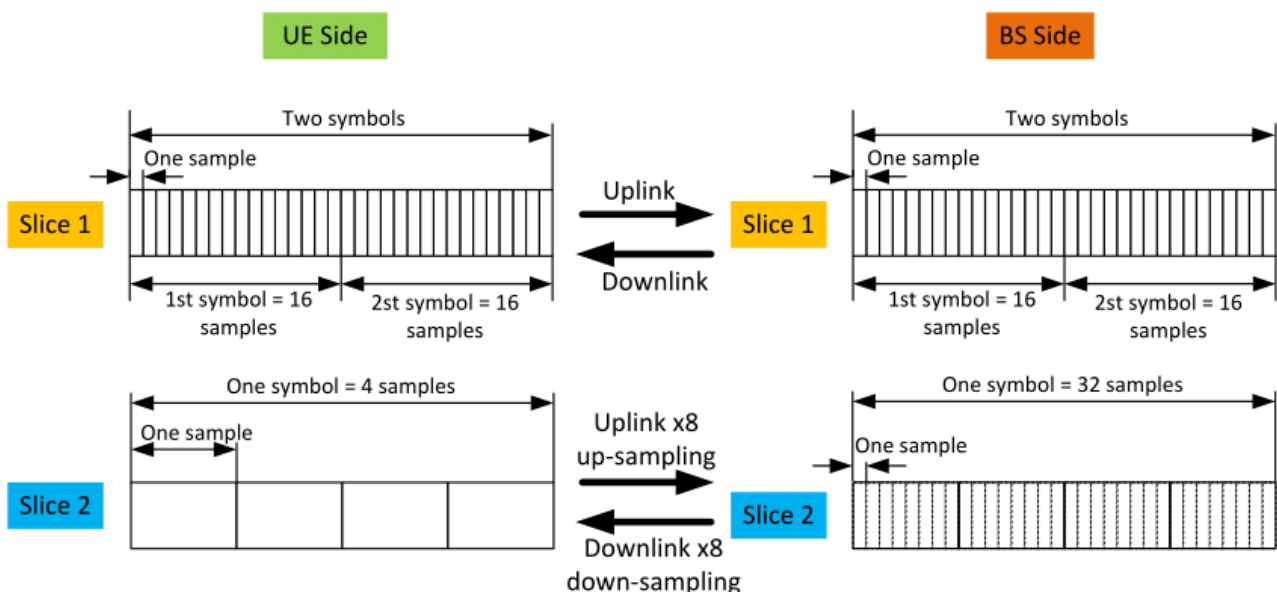 UE Side
BS Side
Two symbols
Two symbols
One sample
One sample
Slice 1
Uplink
Downlink
Slice 1
1st symbol = 16
samples
2st symbol = 16
samples
1st symbol = 16
samples
2st symbol = 16
samples
One symbol = 4 samples
One symbol = 32 samples
One sample
One sample
Slice 2
Uplink x8
up-sampling
Downlink x8
down-sampling
Slice 2